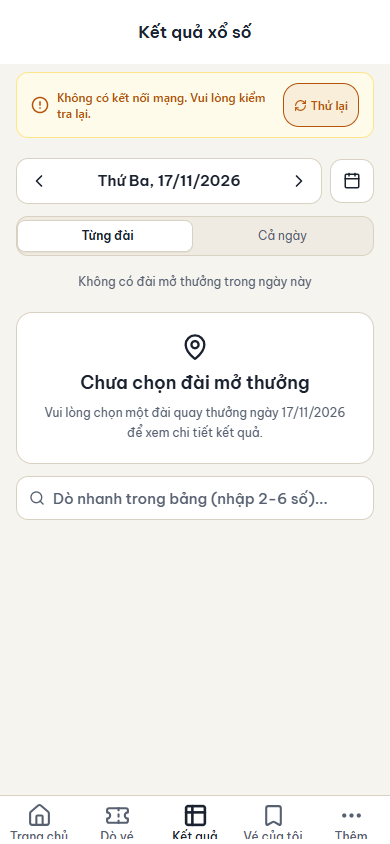 Kết quả xổ số
Không có kết nối mạng. Vui lòng kiểm
tra lại.
Thử lại
Thứ Ba, 17/11/2026
Từng đài
Cả ngày
Không có đài mở thưởng trong ngày này
Chưa chọn đài mở thưởng
Vui lòng chọn một đài quay thưởng ngày 17/11/2026
để xem chi tiết kết quả.
Dò nhanh trong bảng (nhập 2-6 số)...
Trang chủ
Dò vé
Kết quả
Vé của tôi
Thêm